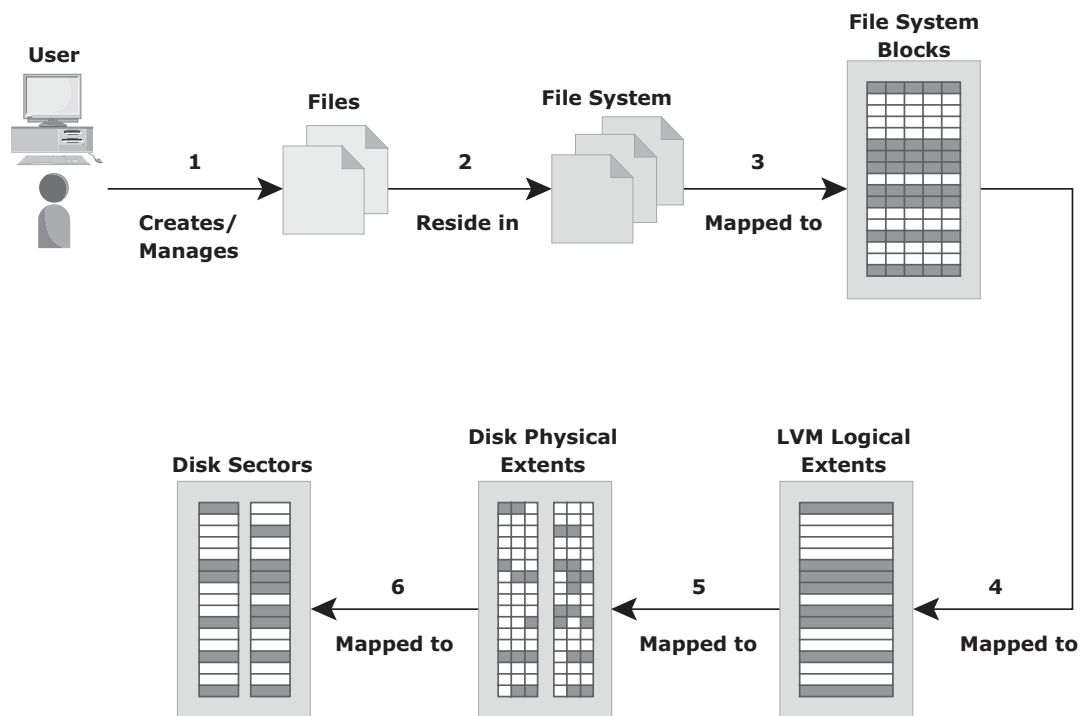 User
1
Creates/
Manages
Files
2
Reside in
File System
3
Mapped to
File System
Blocks
4
Mapped to
LVM Logical
Extents
5
Mapped to
Disk Physical
Extents
6
Mapped to
Disk Sectors